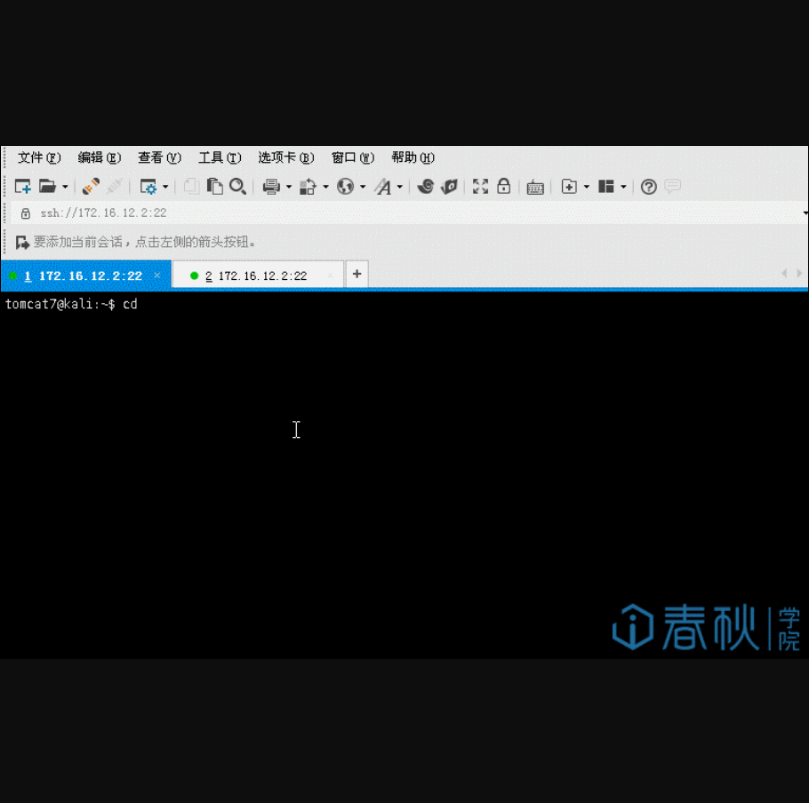 文件(F) 编辑(E) 查看(V) 工具(T) 选项卡(B) 窗口(W) 帮助(H)
ssh://172.16.12.2:22
要添加当前会话，点击左侧的箭头按钮。
1 172.16.12.2:22 × 2 172.16.12.2:22 +
tomcat7@kali:~$ cd
春秋学院